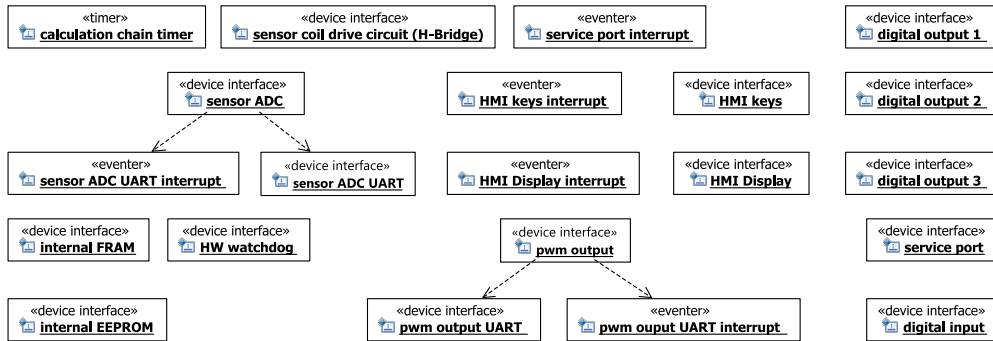 «timer»
calculation chain timer
«device interface»
sensor coil drive circuit (H-Bridge)
«eventer»
service port interrupt
«device interface»
digital output 1
«device interface»
sensor ADC
«eventer»
HMI keys interrupt
«device interface»
HMI keys
«device interface»
digital output 2
«eventer»
sensor ADC UART interrupt
«device interface»
sensor ADC UART
«eventer»
HMI Display interrupt
«device interface»
HMI Display
«device interface»
digital output 3
«device interface»
internal FRAM
«device interface»
HW watchdog
«device interface»
pwm output
«device interface»
service port
«device interface»
internal EEPROM
«device interface»
pwm output UART
«eventer»
pwm ouput UART interrupt
«device interface»
digital input